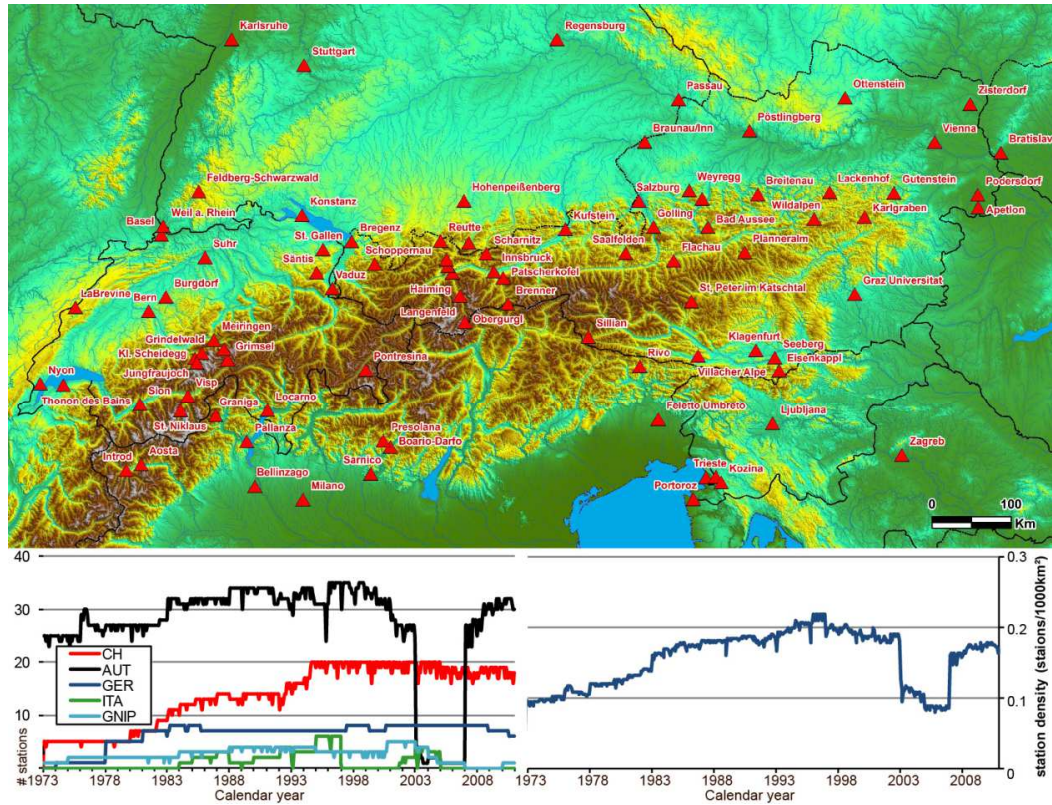 Karlsruhe
Regensburg
Stuttgart
Passau
Ottenstein
Zisterdorf
Pöstlingberg
Braunau/Inn
Vienna
Bratislav
Feldberg-Schwarzwald
Hohenpeißenberg
Salzburg
Weyregg
Breitenau
Lackenhof
Gutenstein
Podersdorf
Weil a. Rhein
Konstanz
Basel
Kufstein
Golling
Wildalpen
Karlgraben
Apetlon
Bad Aussee
St. Gallen
Bregenz
Reutte
Scharnitz
Saalfelden
Planneralm
Suhr
Schoppernau
Innsbruck
Flachau
Säntis
Vaduz
Patscherkofel
Graz Universität
Burgdorf
Haiming
Brenner
St. Peter im Katschtal
LaBrevine
Bern
Längenfeld
Obergurgl
Meiringen
Sillian
Klagenfurt
Grindelwald
Grimsel
Seeberg
Kl. Scheidegg
Pontresina
Rivo
Eisenkappl
Jungfraujoch
Villacher Alpe
Nyon
Visp
Sion
Thonon des Bains
Graniga
Locarno
Feletto Umbreto
Ljubljana
St. Niklaus
Pallanza
Presolana
Boario-Darfo
Zagreb
Introd
Aosta
Sarnico
Trieste
Kozina
Bellinzago
Milano
Portoroz
0 100
Km
40
30
20
10
# stations
CH
AUT
GER
ITA
GNIP
1973 1978 1983 1988 1993 1998 2003 2008
Calendar year
0.3
0.2
0.1
0
station density (staions/1000km²)
1973 1978 1983 1988 1993 1998 2003 2008
Calendar year